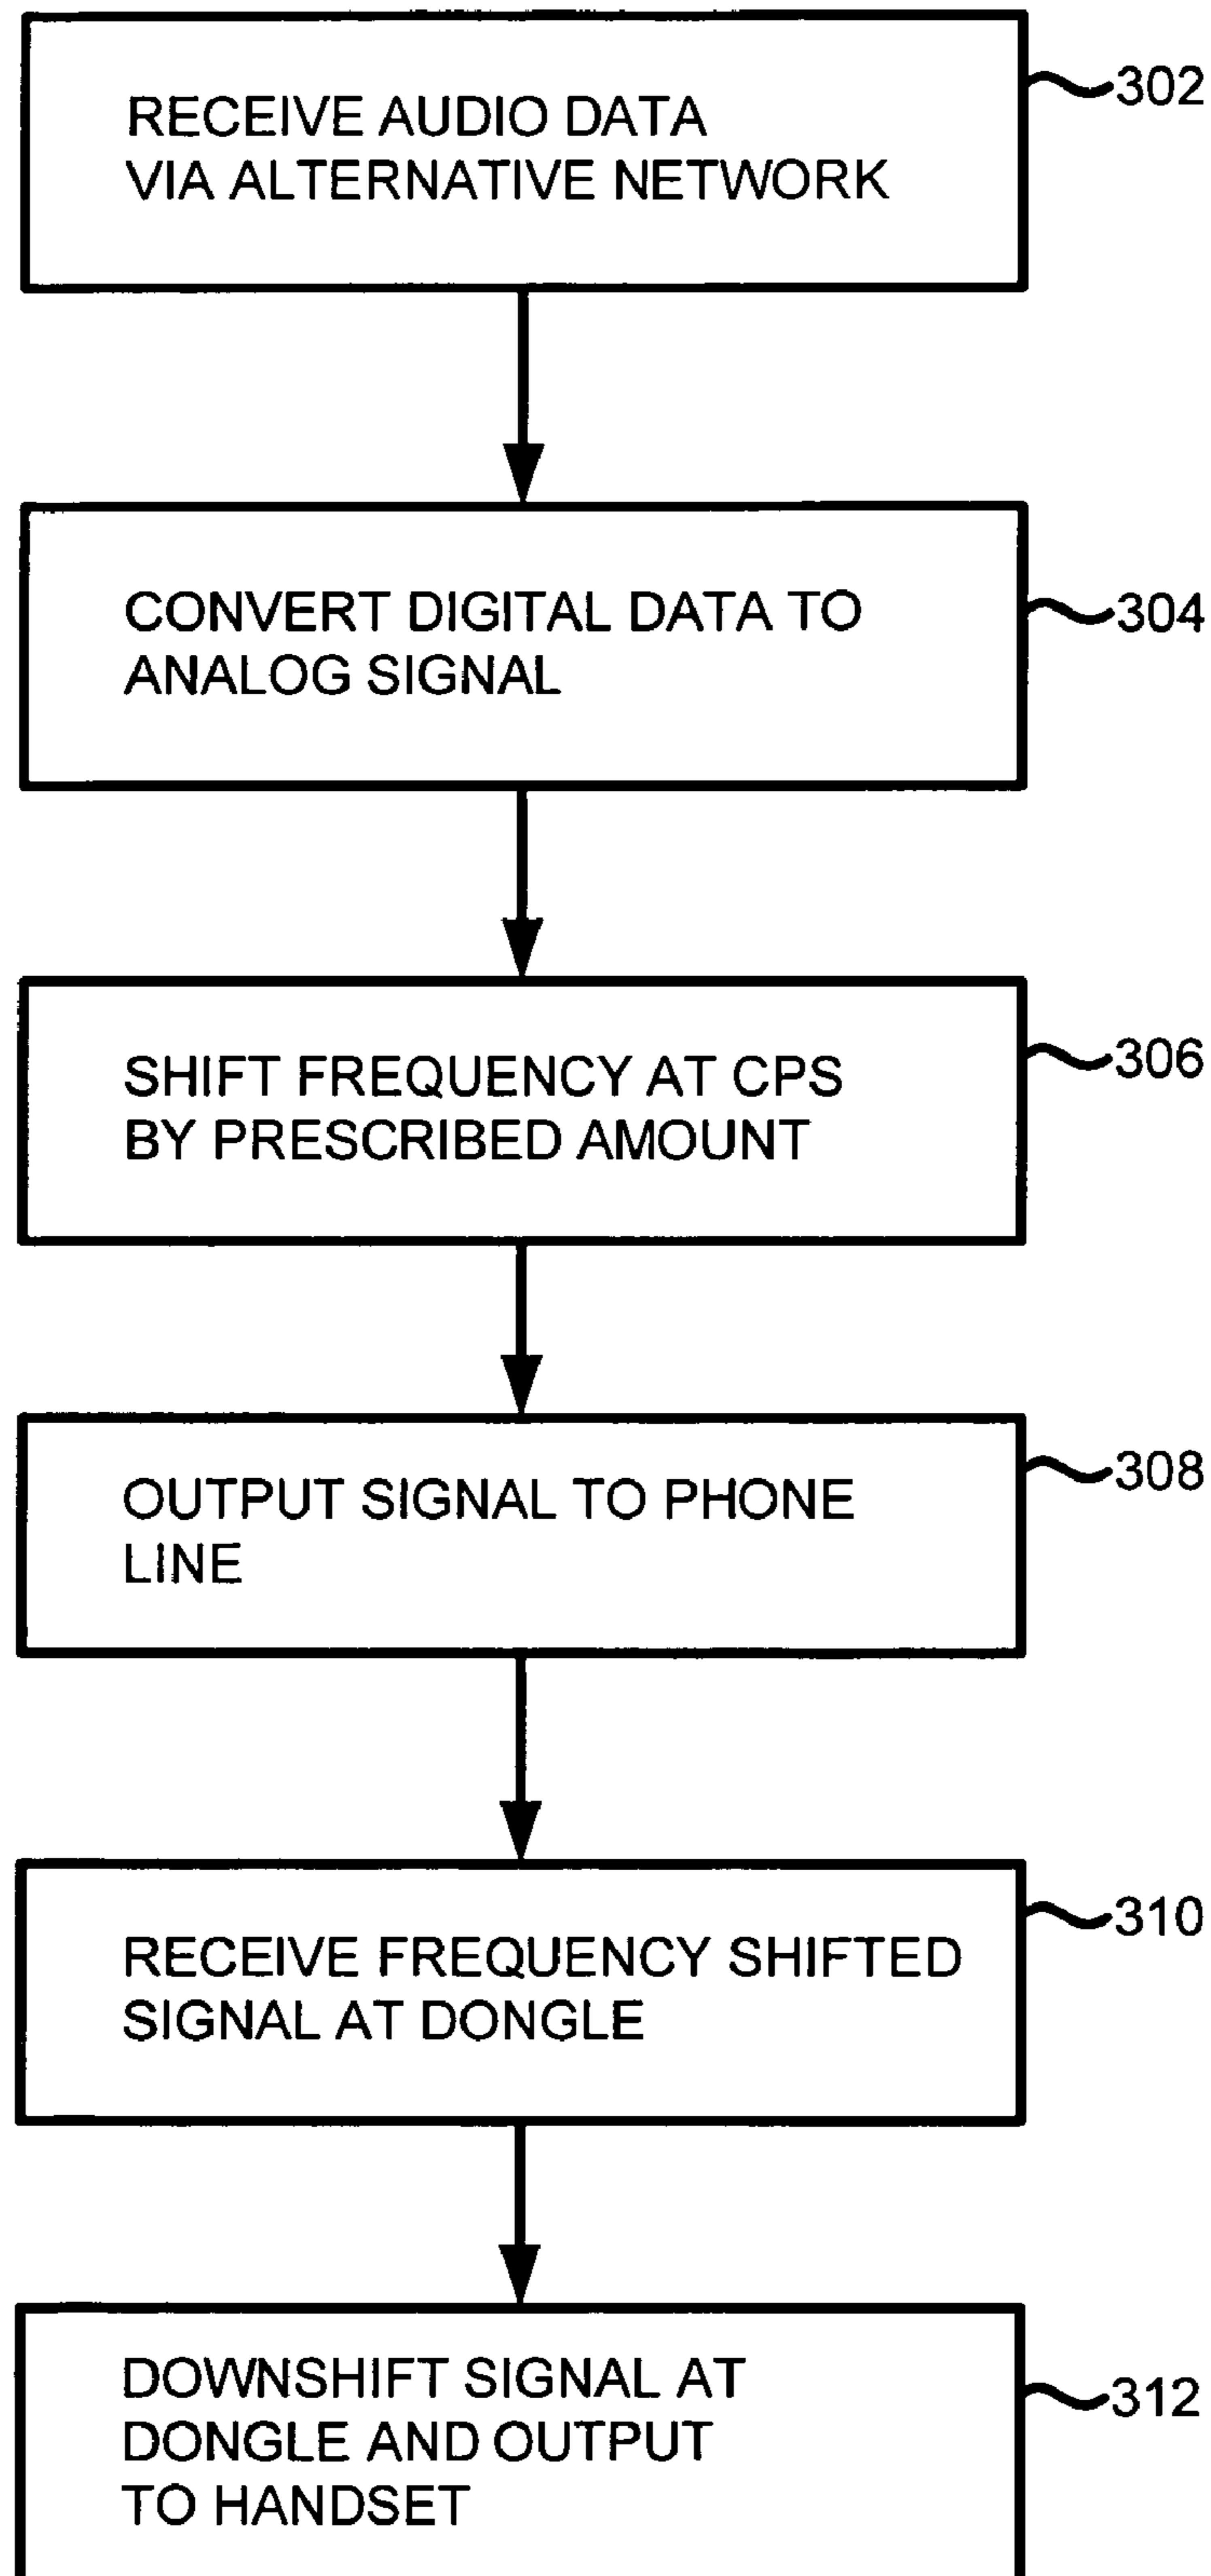 RECEIVE AUDIO DATA
VIA ALTERNATIVE NETWORK
302
CONVERT DIGITAL DATA TO
ANALOG SIGNAL
304
SHIFT FREQUENCY AT CPS
BY PRESCRIBED AMOUNT
306
OUTPUT SIGNAL TO PHONE
LINE
308
RECEIVE FREQUENCY SHIFTED
SIGNAL AT DONGLE
310
DOWNSHIFT SIGNAL AT
DONGLE AND OUTPUT
TO HANDSET
312